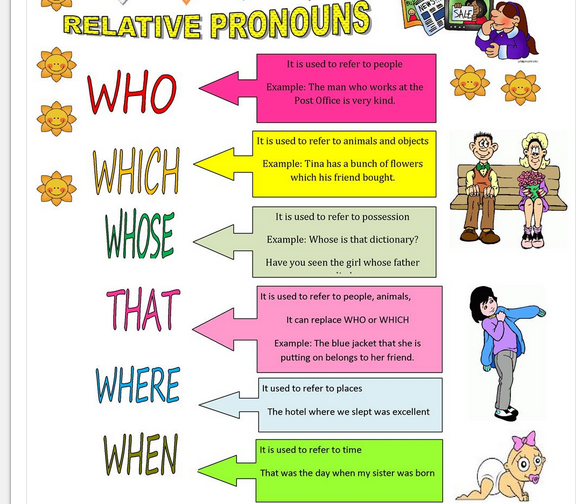 RELATIVE PRONOUNS
NEWS
SALE
WHO
It is used to refer to people
Example: The man who works at the
Post Office is very kind.
WHICH
It is used to refer to animals and objects
Example: Tina has a bunch of flowers
which his friend bought.
WHOSE
It is used to refer to possession
Example: Whose is that dictionary?
Have you seen the girl whose father
THAT
It is used to refer to people, animals,
It can replace WHO or WHICH
Example: The blue jacket that she is
putting on belongs to her friend.
WHERE
It used to refer to places
The hotel where we slept was excellent
WHEN
It is used to refer to time
That was the day when my sister was born